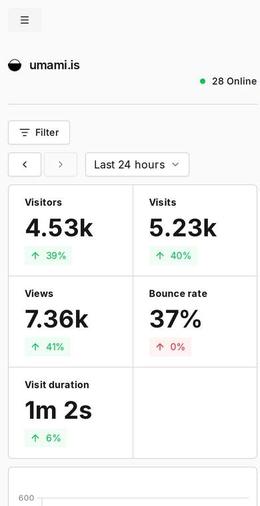 umami.is
28 Online
Filter
Last 24 hours
Visitors
4.53k
39%
Visits
5.23k
40%
Views
7.36k
41%
Bounce rate
37%
0%
Visit duration
1m 2s
6%
600